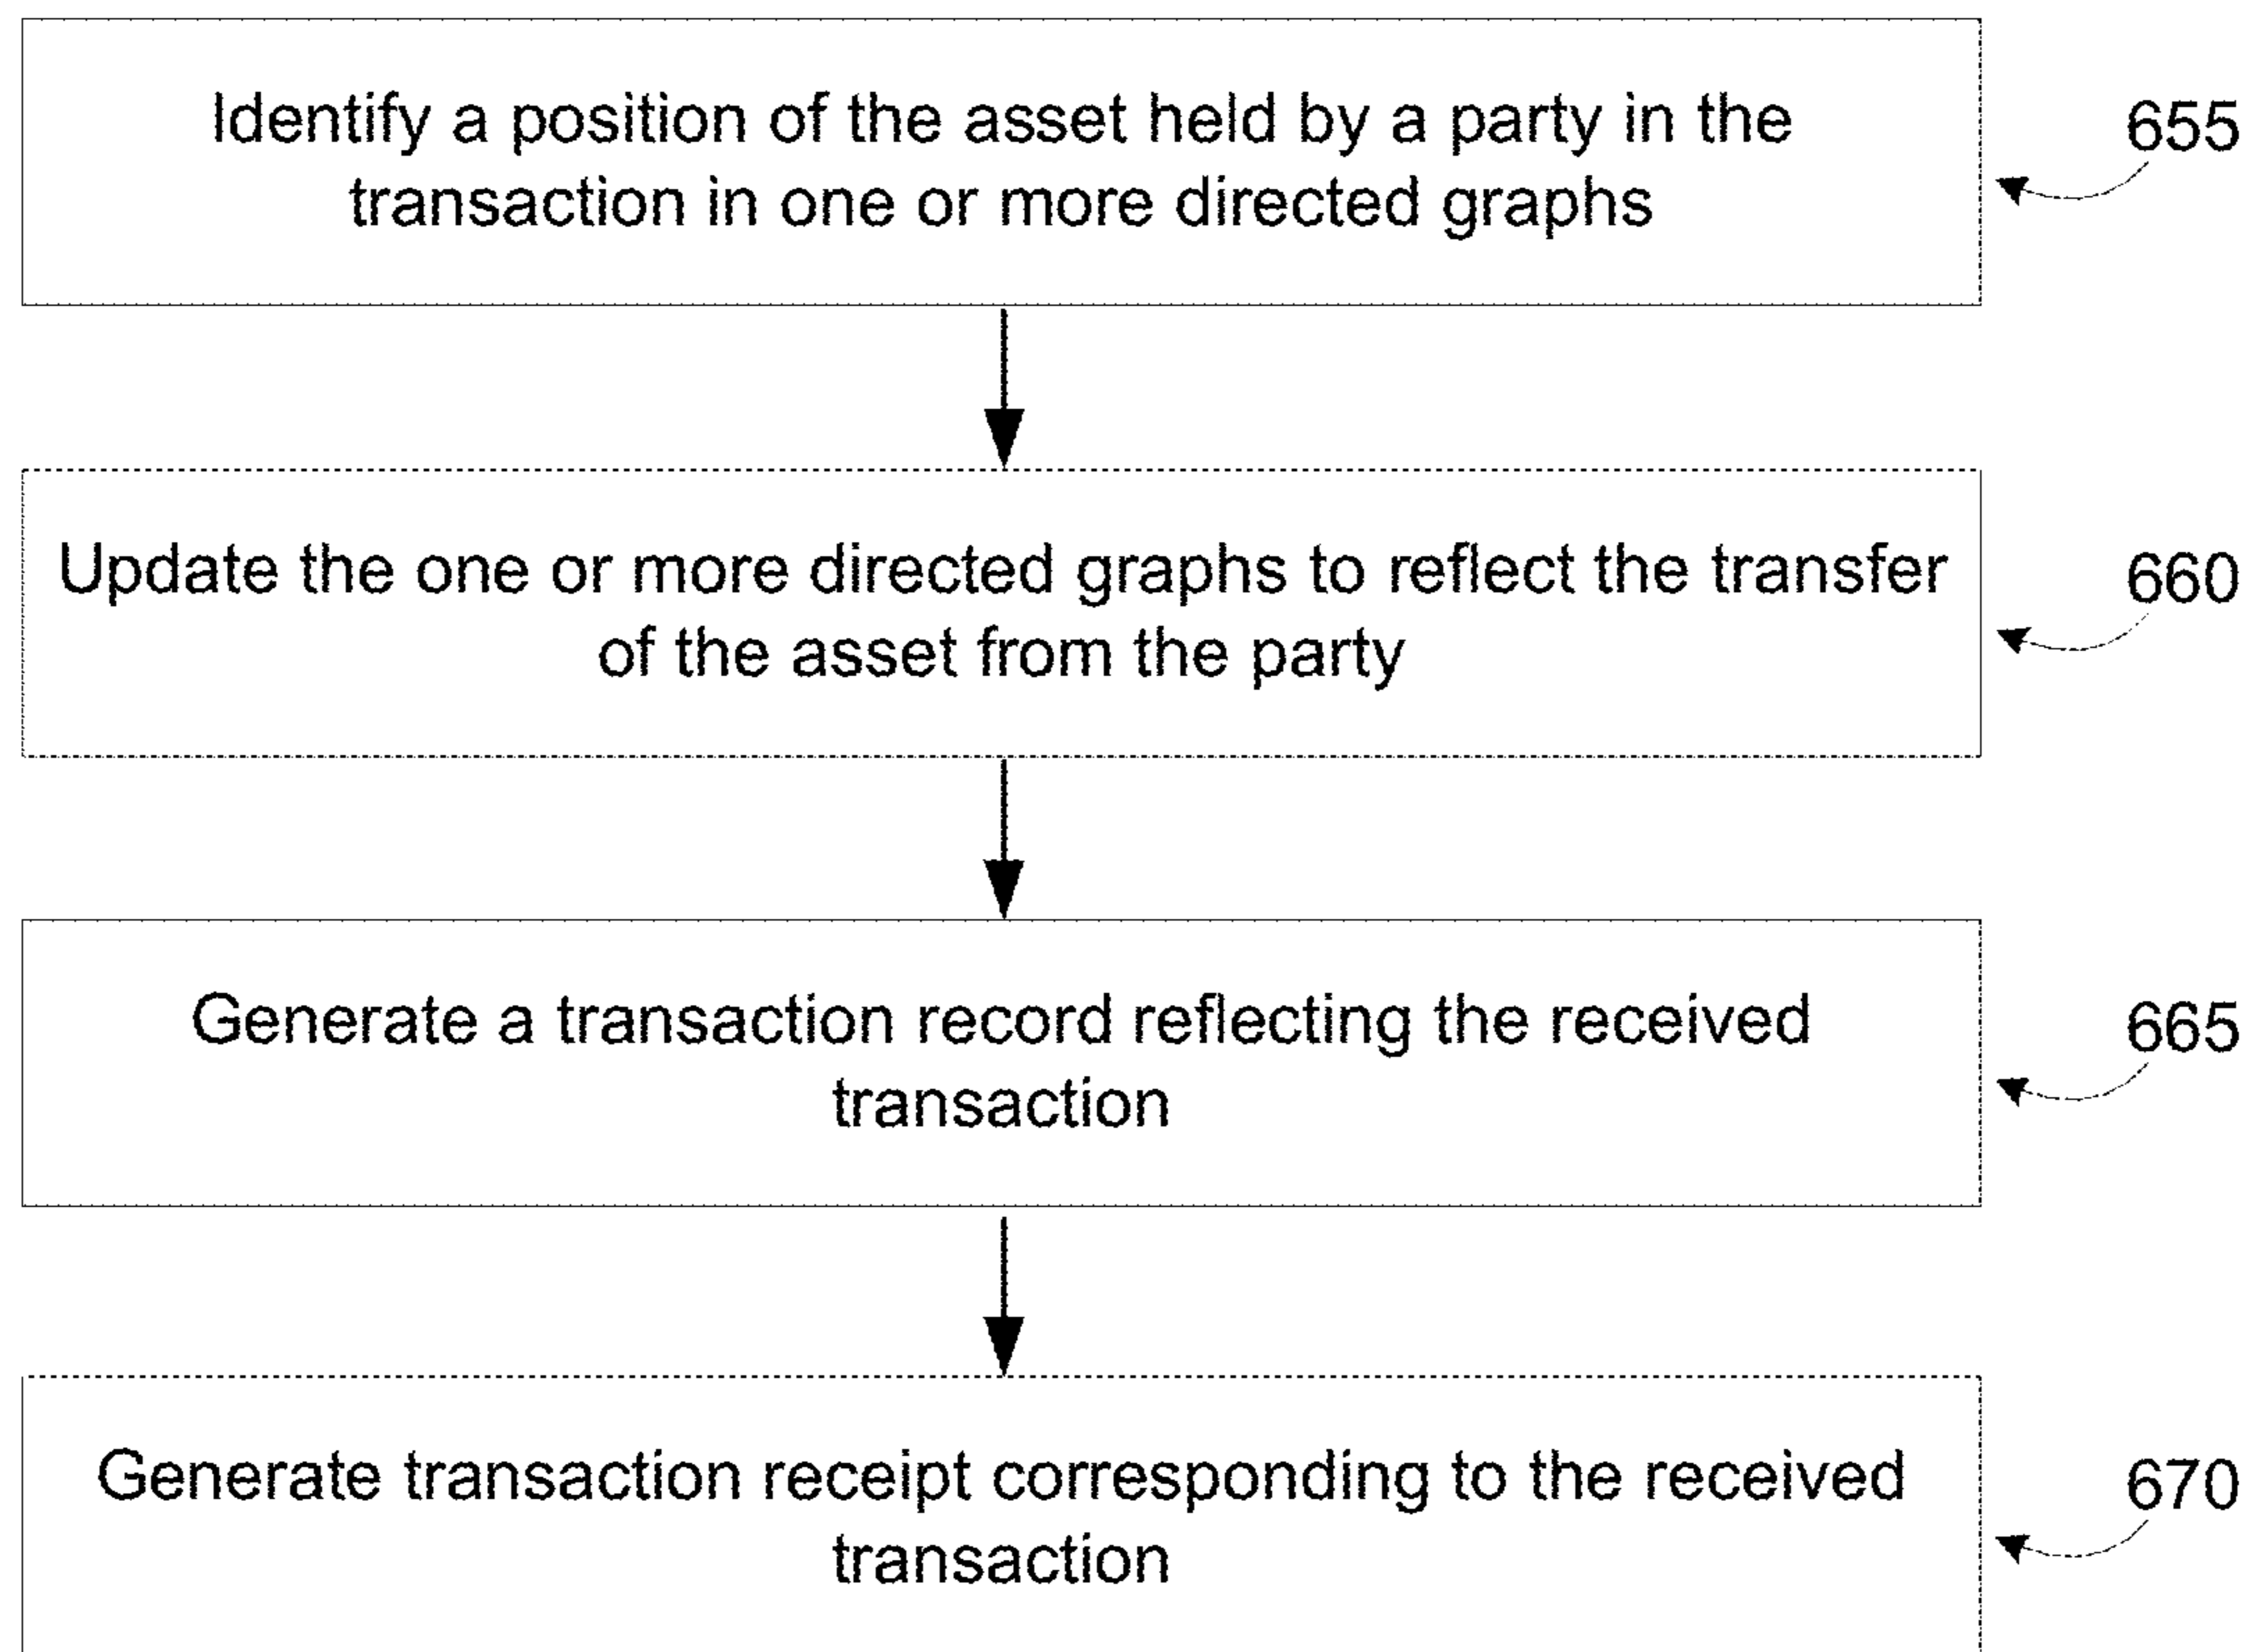 Identify a position of the asset held by a party in the
transaction in one or more directed graphs
655
Update the one or more directed graphs to reflect the transfer
of the asset from the party
660
Generate a transaction record reflecting the received
transaction
665
Generate transaction receipt corresponding to the received
transaction
670